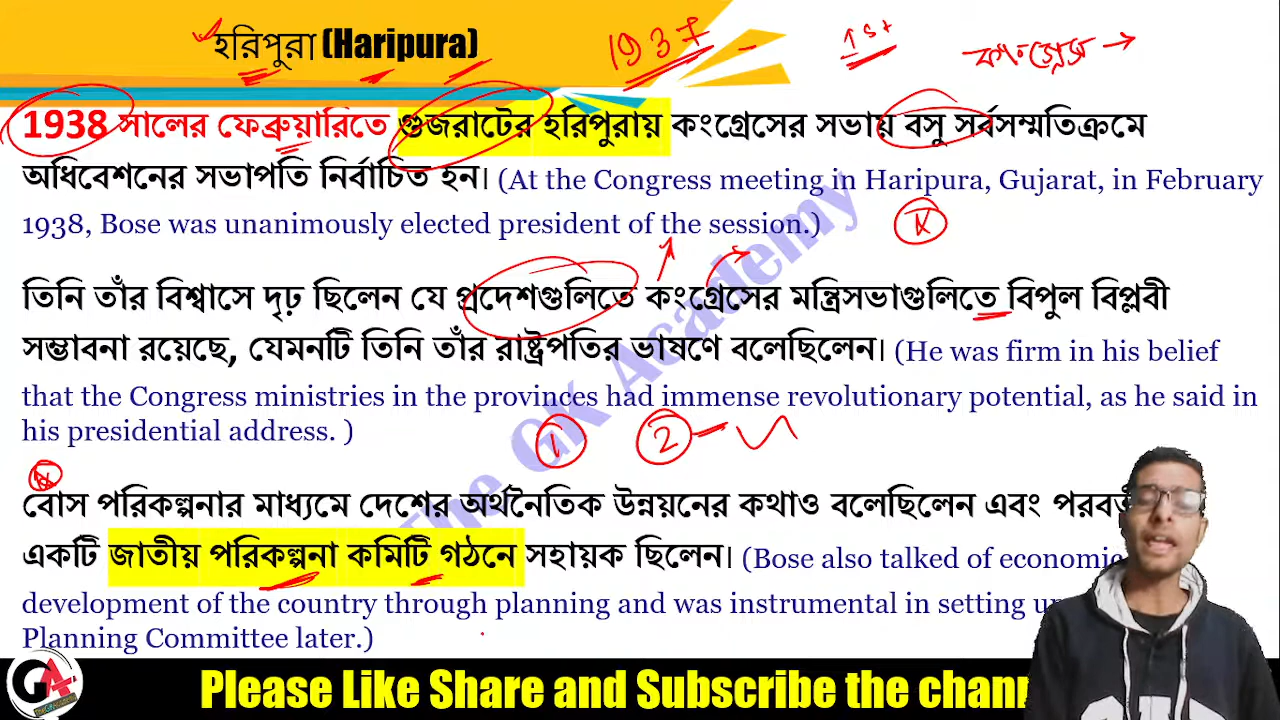 হরিপুরা (Haripura)
1937
1st
কংগ্রেস →
1938 সালের ফেব্রুয়ারিতে গুজরাটের হরিপুরায় কংগ্রেসের সভায় বসু সর্বসম্মতিক্রমে
অধিবেশনের সভাপতি নির্বাচিত হন। (At the Congress meeting in Haripura, Gujarat, in February
1938, Bose was unanimously elected president of the session.)
তিনি তাঁর বিশ্বাসে দৃঢ় ছিলেন যে প্রদেশগুলিতে কংগ্রেসের মন্ত্রিসভাগুলিতে বিপুল বিপ্লবী
সম্ভাবনা রয়েছে, যেমনটি তিনি তাঁর রাষ্ট্রপতির ভাষণে বলেছিলেন। (He was firm in his belief
that the Congress ministries in the provinces had immense revolutionary potential, as he said in
his presidential address. )
1 2
বোস পরিকল্পনার মাধ্যমে দেশের অর্থনৈতিক উন্নয়নের কথাও বলেছিলেন এবং
একটি জাতীয় পরিকল্পনা কমিটি গঠনে সহায়ক ছিলেন। (Bose also talked of economic
development of the country through planning and was instrumental in setting
Planning Committee later.)
The GK Academy
GA
Please Like Share and Subscribe the